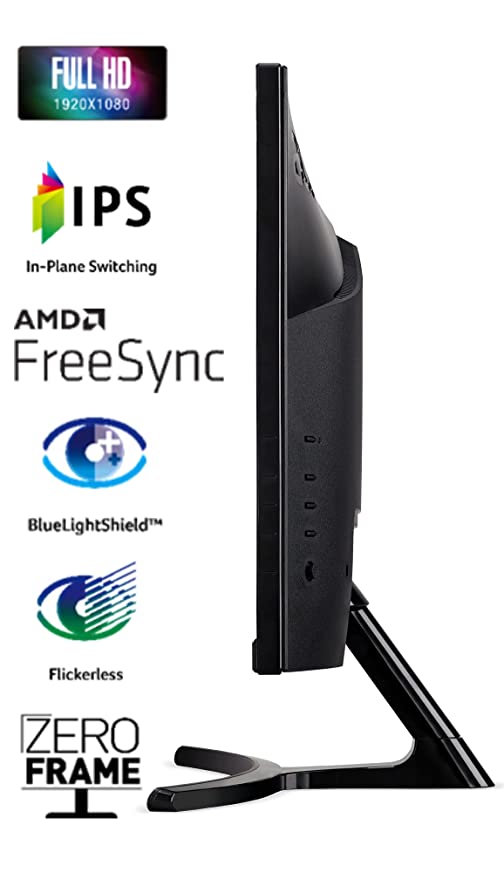 FULL HD
1920X1080
IPS
In-Plane Switching
AMD
FreeSync
BlueLightShield™
Flickerless
ZERO
FRAME